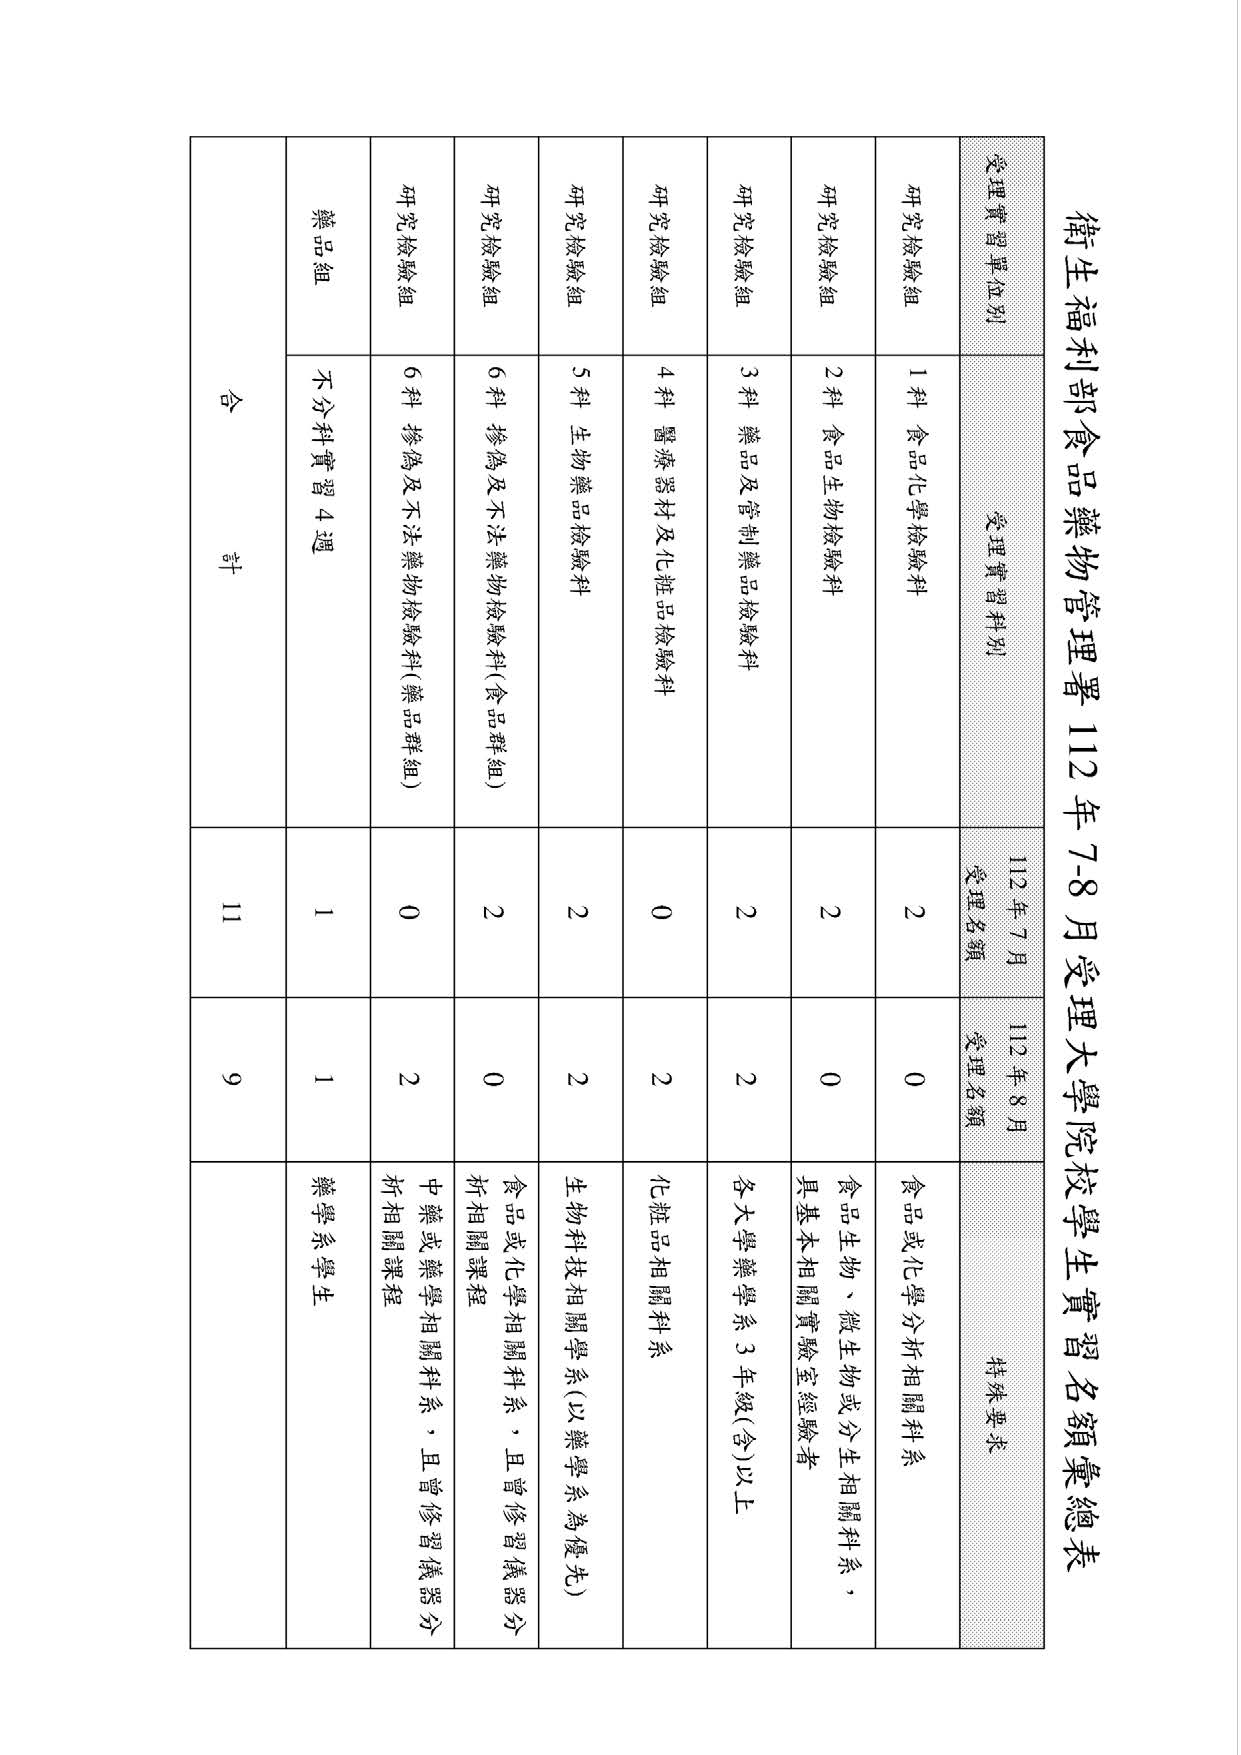 衛生福利部食品藥物管理署 112 年 7-8 月受理大學院校學生實習名額彙總表
受理實習單位別 受理實習科別 112 年 7 月 112 年 8 月 特殊要求
受理名額 受理名額
研究檢驗組 1 科 食品化學檢驗科 2 0 食品或化學分析相關科系
研究檢驗組 2 科 食品生物檢驗科 2 0 食品生物、微生物或分生相關科系，
具基本相關實驗室經驗者
研究檢驗組 3 科 藥品及管制藥品檢驗科 2 2 各大學藥學系 3 年級(含)以上
研究檢驗組 4 科 醫療器材及化粧品檢驗科 0 2 化粧品相關科系
研究檢驗組 5 科 生物藥品檢驗科 2 2 生物科技相關學系(以藥學系為優先)
研究檢驗組 6 科 摻偽及不法藥物檢驗科(食品群組) 2 0 食品或化學相關科系，且曾修習儀器分
析相關課程
研究檢驗組 6 科 摻偽及不法藥物檢驗科(藥品群組) 0 2 中藥或藥學相關科系，且曾修習儀器分
析相關課程
藥品組 不分科實習 4 週 1 1 藥學系學生
合 計 11 9